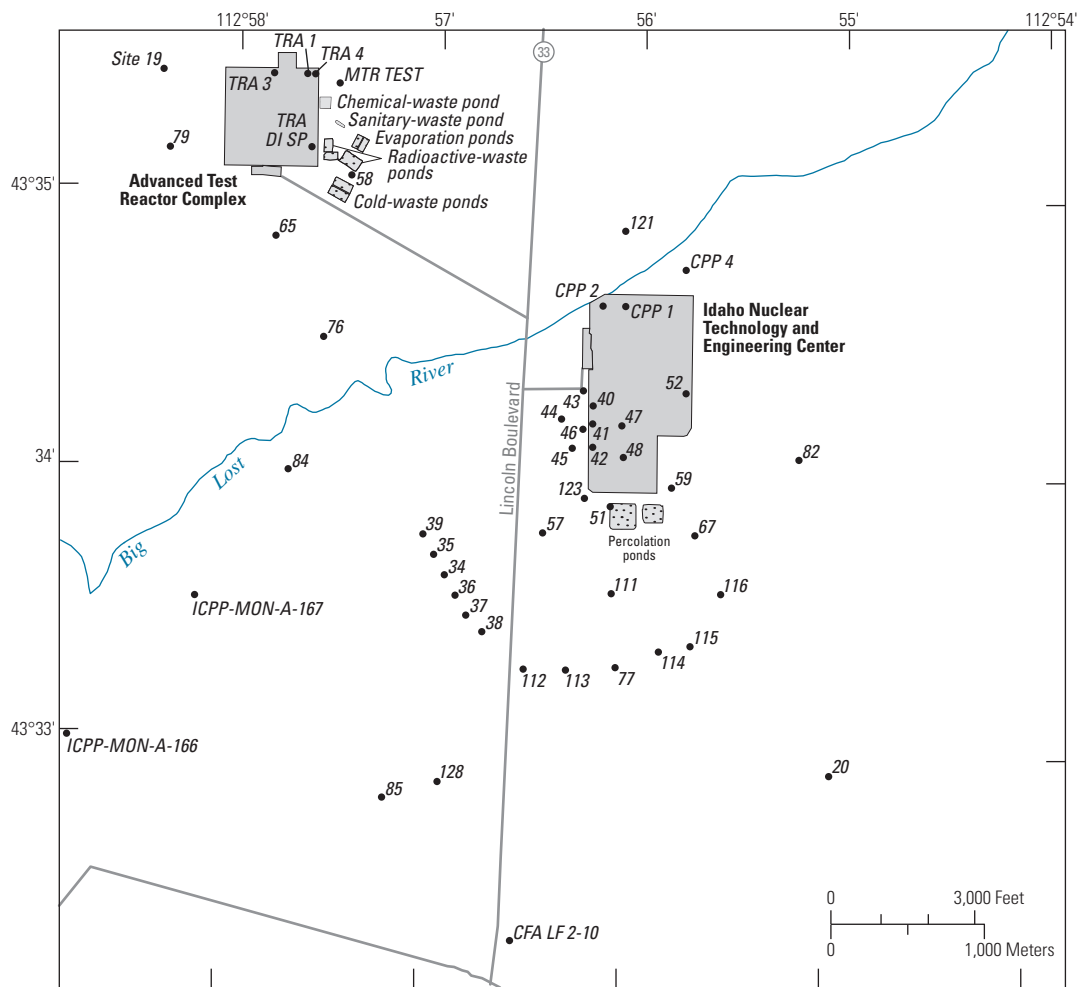 112°58'
57'
56'
55'
112°54'
33
Site 19
TRA 1
TRA 4
TRA 3
MTR TEST
Chemical-waste pond
Sanitary-waste pond
Evaporation ponds
Radioactive-waste
ponds
TRA
DI SP
79
58
Cold-waste ponds
43°35'
Advanced Test
Reactor Complex
65
121
CPP 4
CPP 2
CPP 1
Idaho Nuclear
Technology and
Engineering Center
76
River
Lost
Big
Lincoln Boulevard
52
43
40
44
47
46
41
45
42
48
34'
84
82
59
123
51
57
67
Percolation
ponds
39
35
34
36
37
38
111
116
ICPP-MON-A-167
115
114
112
113
77
43°33'
ICPP-MON-A-166
128
85
20
0
3,000 Feet
0
1,000 Meters
CFA LF 2-10